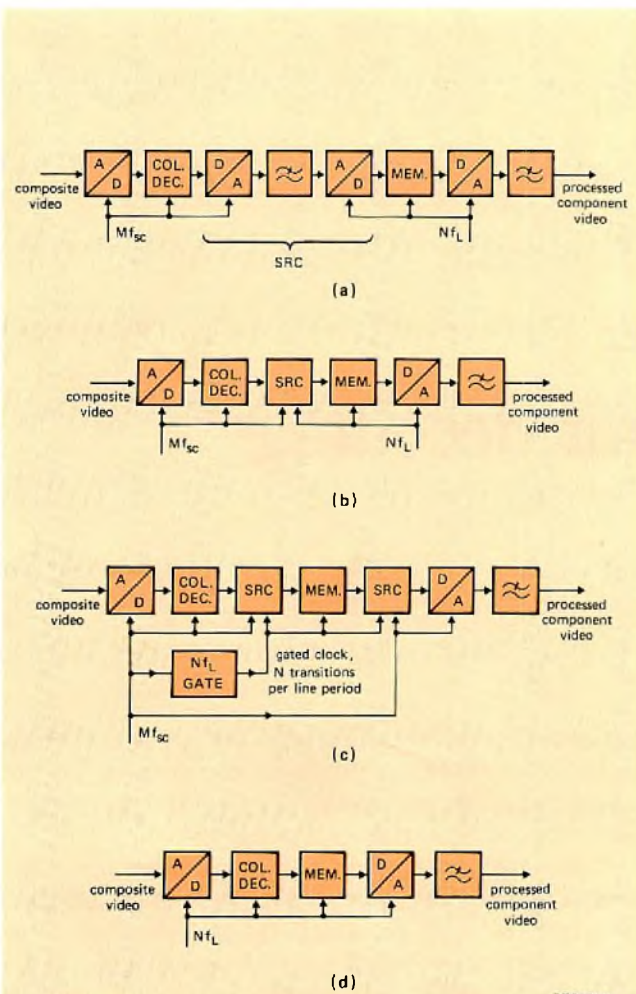 A D COL. DEC. D A A D MEM. D A
composite video
processed component video
Mf_SC
Nf_L
SRC
(a)
A D COL. DEC. SRC MEM. D A
composite video
processed component video
Mf_SC
Nf_L
(b)
A D COL. DEC. SRC MEM. SRC D A
composite video
processed component video
Nf_L
GATE
gated clock,
N transitions
per line period
Mf_SC
(c)
A D COL. DEC. MEM. D A
composite video
processed component video
Nf_L
(d)